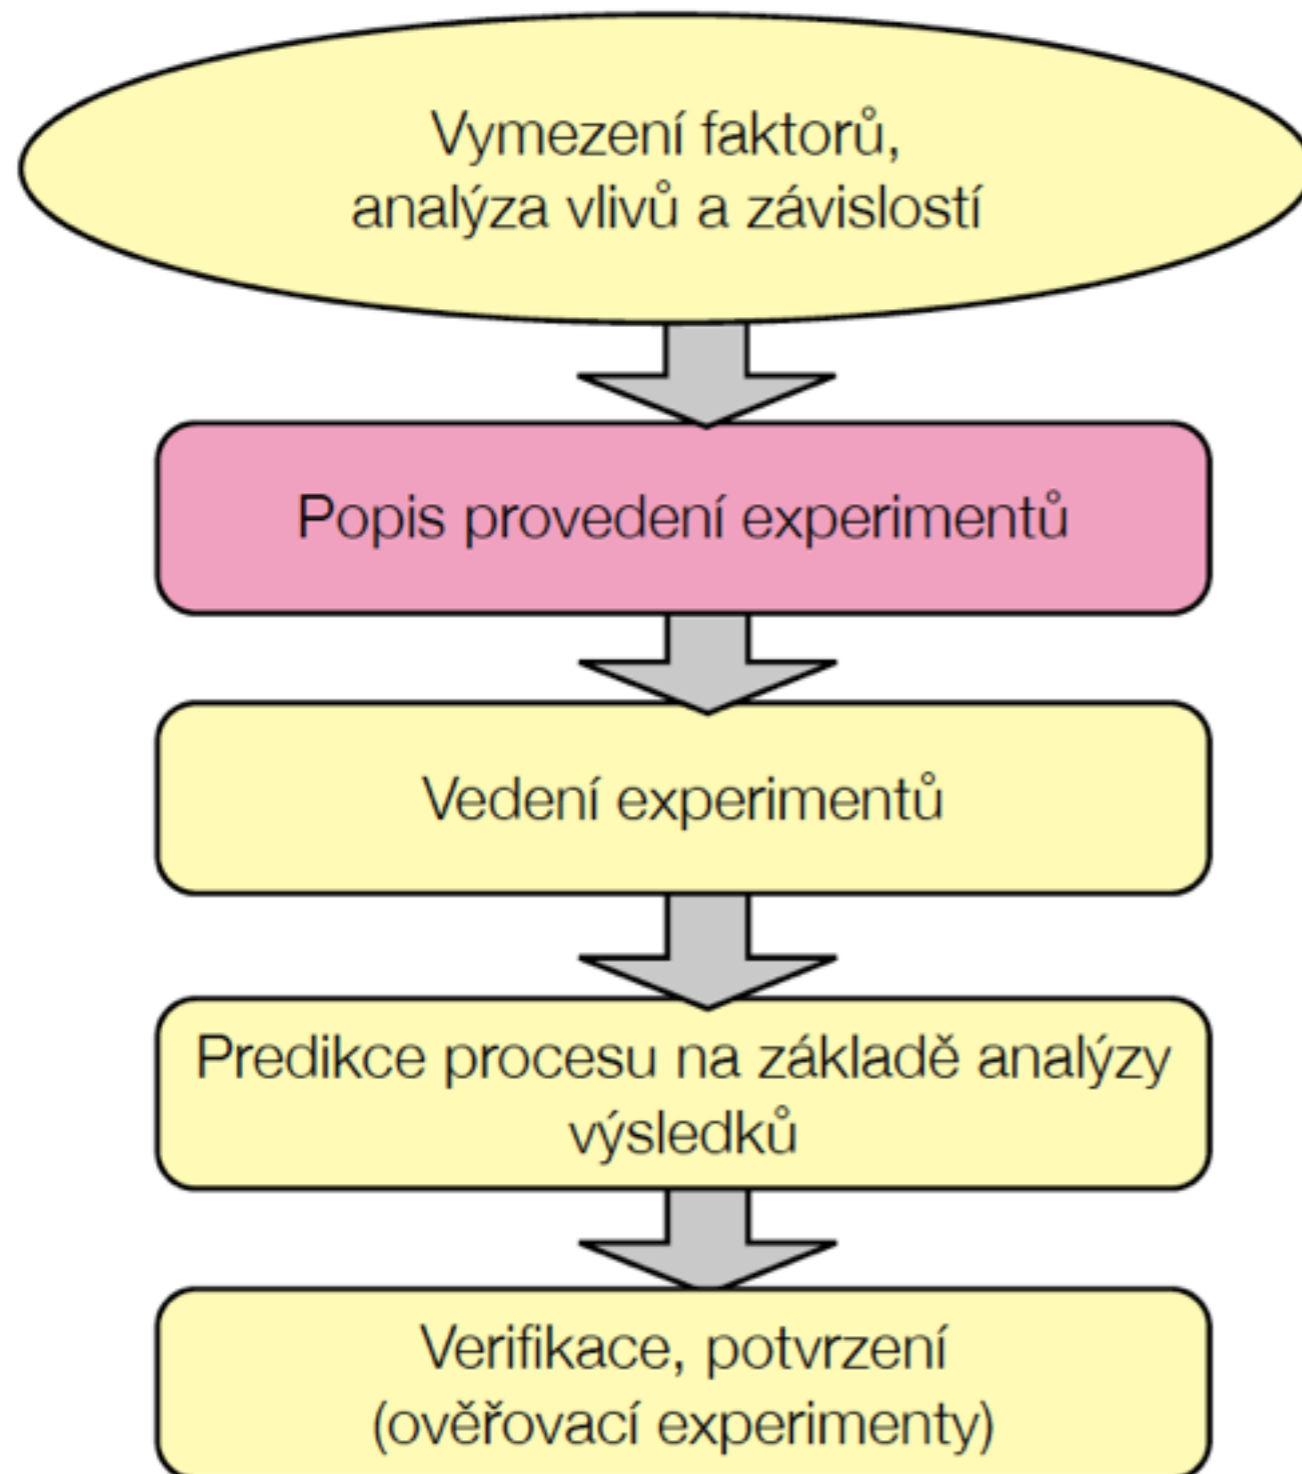 Vymezení faktorů,
analýza vlivů a závislostí
Popis provedení experimentů
Vedení experimentů
Predikce procesu na základě analýzy
výsledků
Verifikace, potvrzení
(ověřovací experimenty)